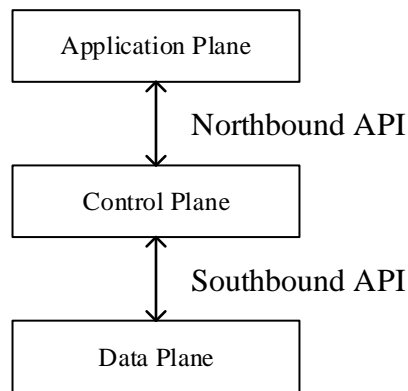 Application Plane
Northbound API
Control Plane
Southbound API
Data Plane